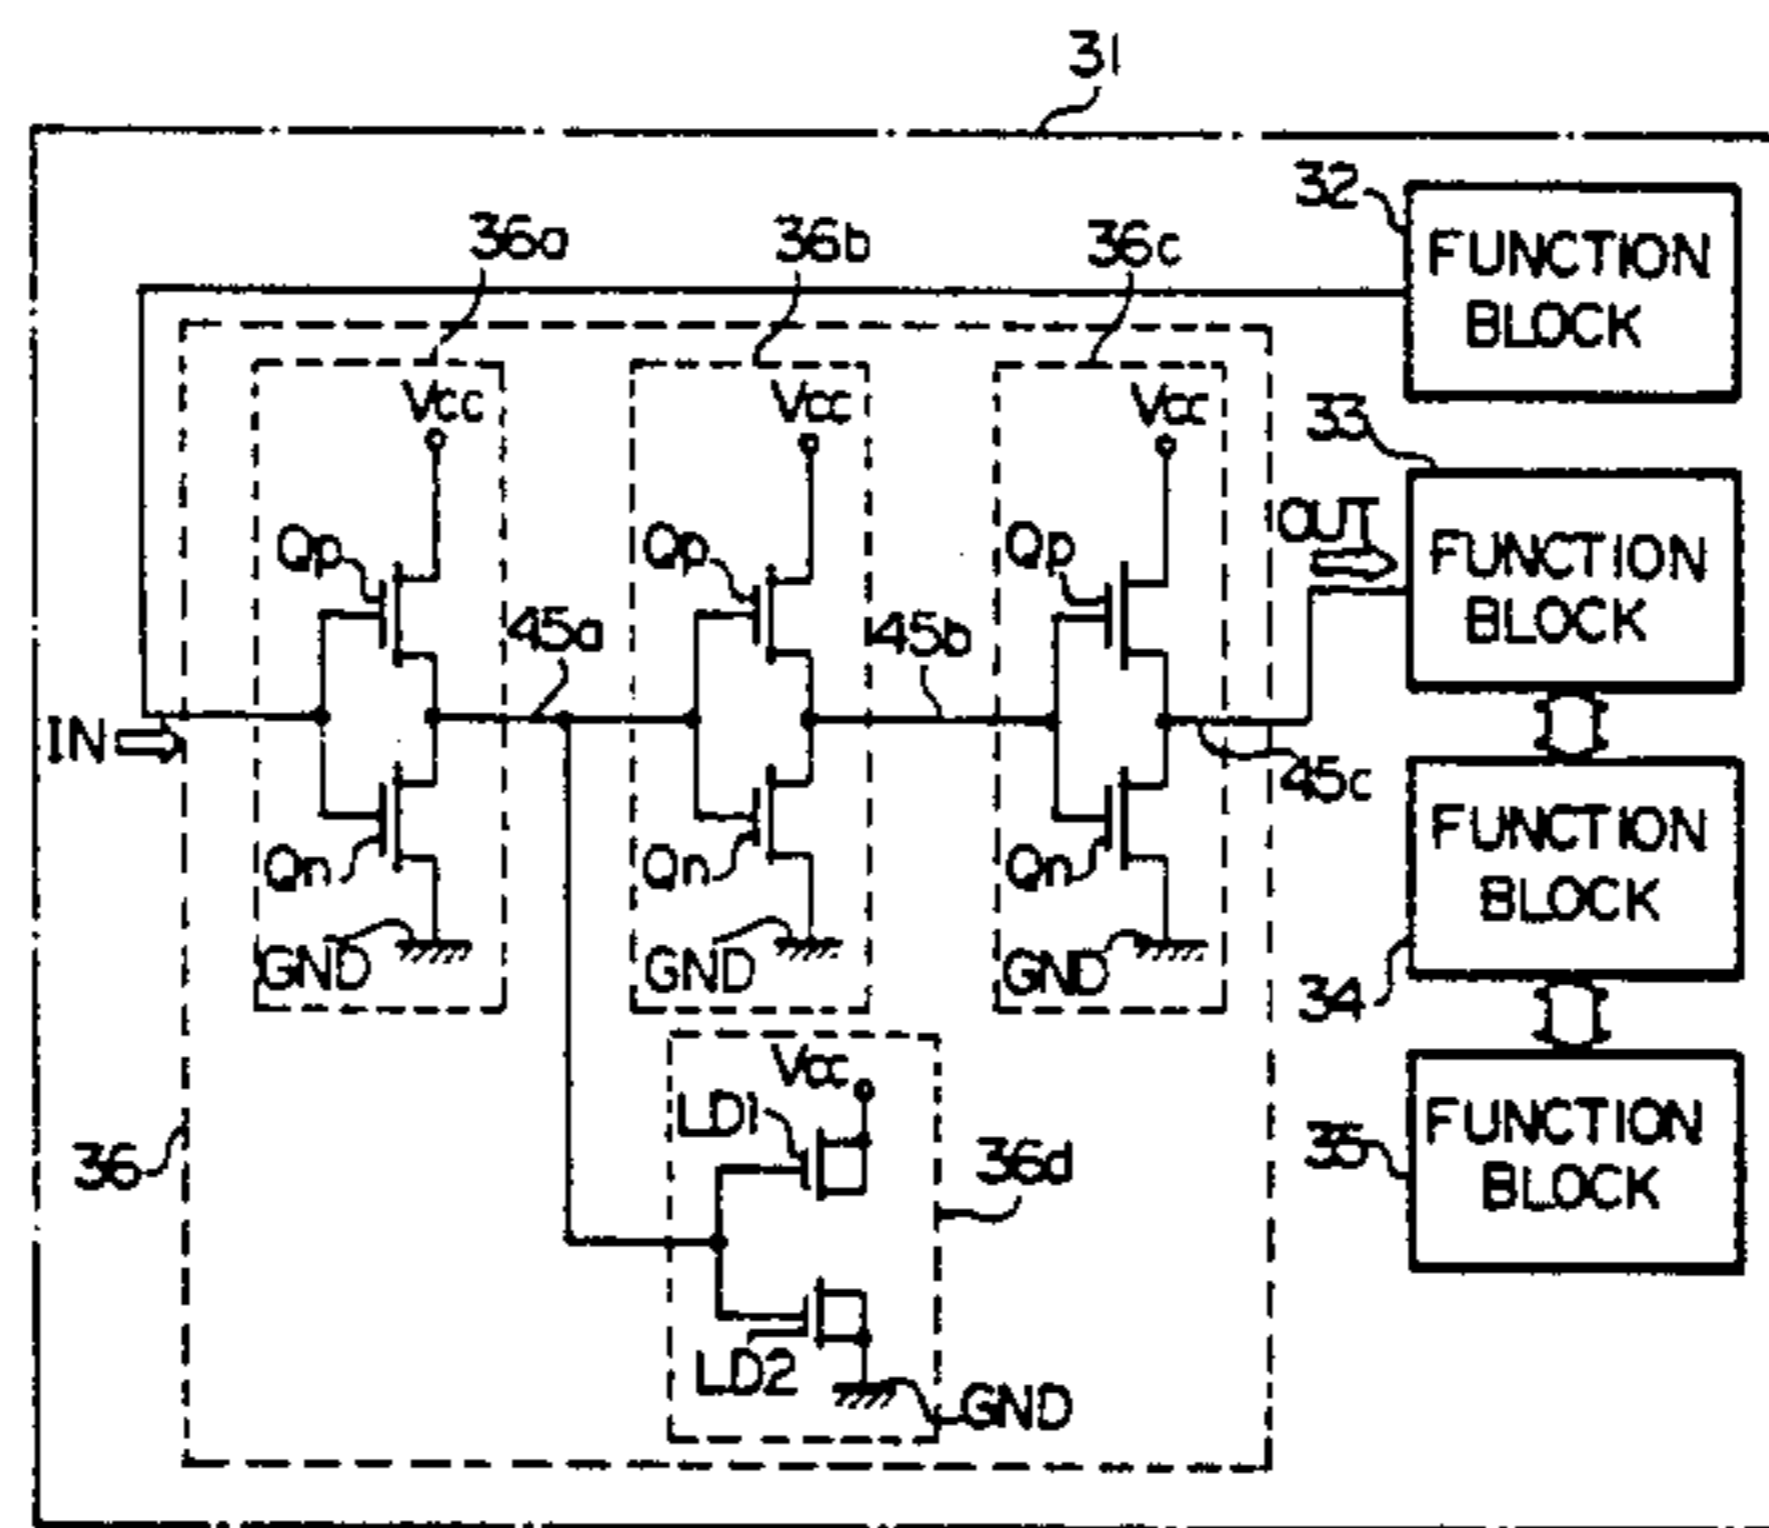 31
32
FUNCTION
BLOCK
36a
36b
36c
Vcc
Vcc
Vcc
33
OUT
FUNCTION
BLOCK
Qp
Qp
Qp
45a
45b
IN
45c
Qn
Qn
Qn
FUNCTION
BLOCK
GND
GND
GND
34
Vcc
LD1
36
36d
35
FUNCTION
BLOCK
LD2
GND